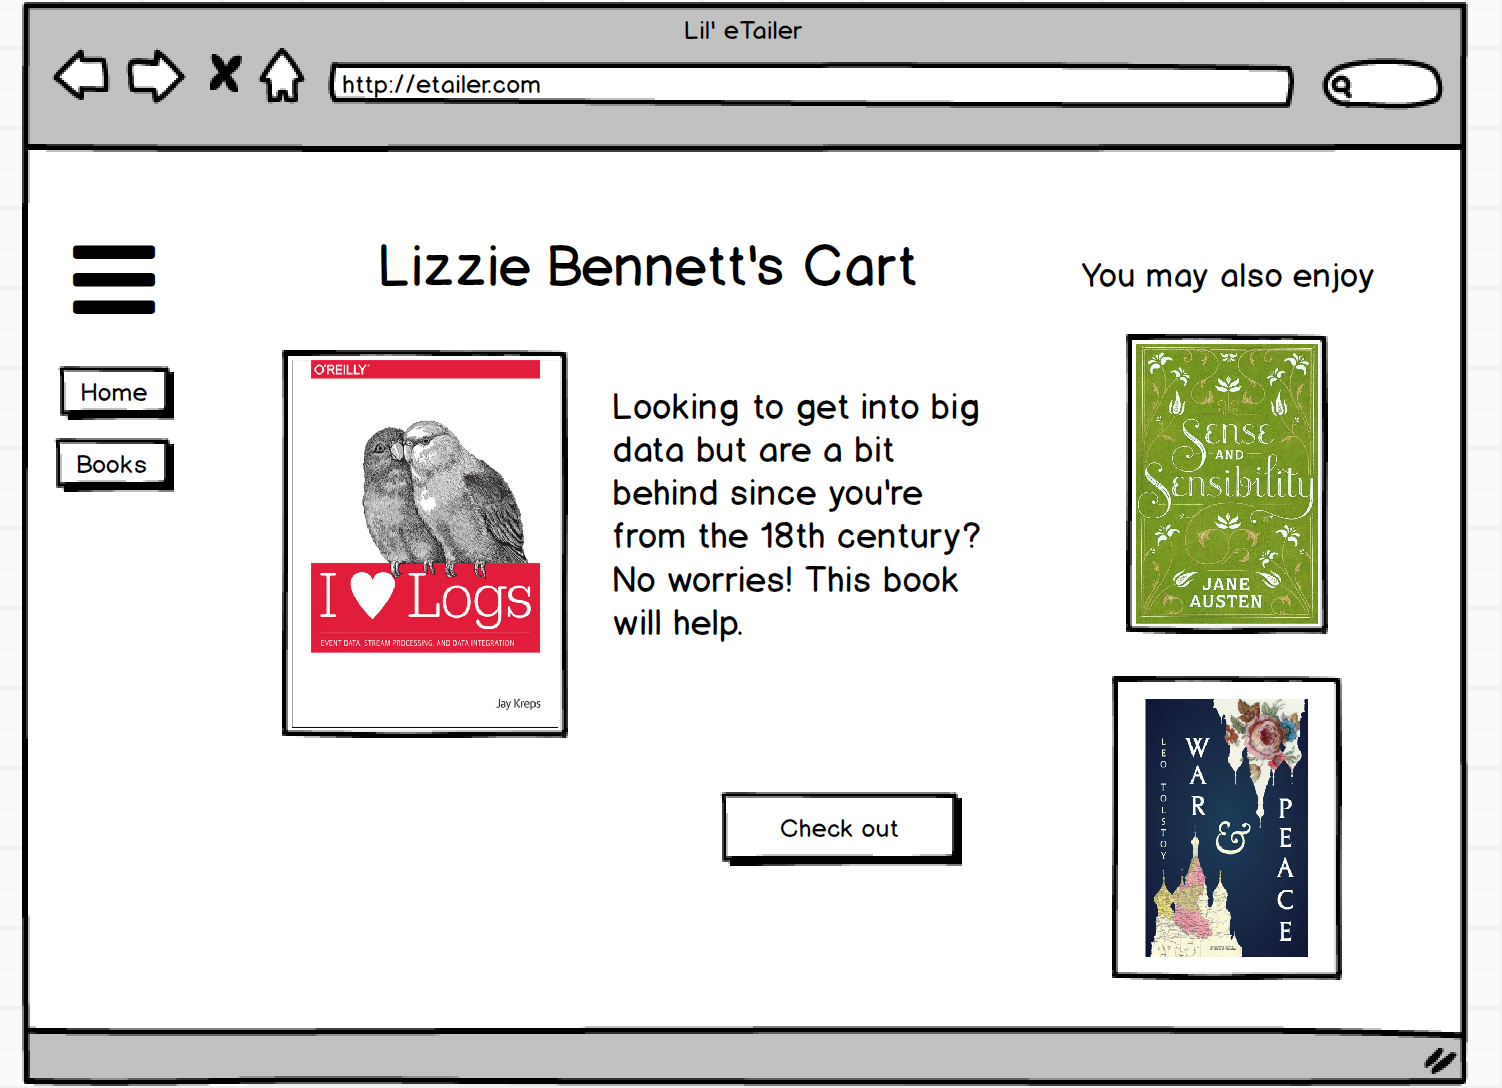 Lil' eTailer
http://etailer.com
Lizzie Bennett's Cart
You may also enjoy
Home
Books
O'REILLY
I Logs
EVENT DATA, STREAM PROCESSING, AND DATA INTEGRATION
Jay Kreps
Looking to get into big
data but are a bit
behind since you're
from the 18th century?
No worries! This book
will help.
Check out
Sense
AND
Sensibility
JANE
AUSTEN
LEO TOLSTOY
WAR
&
PEACE